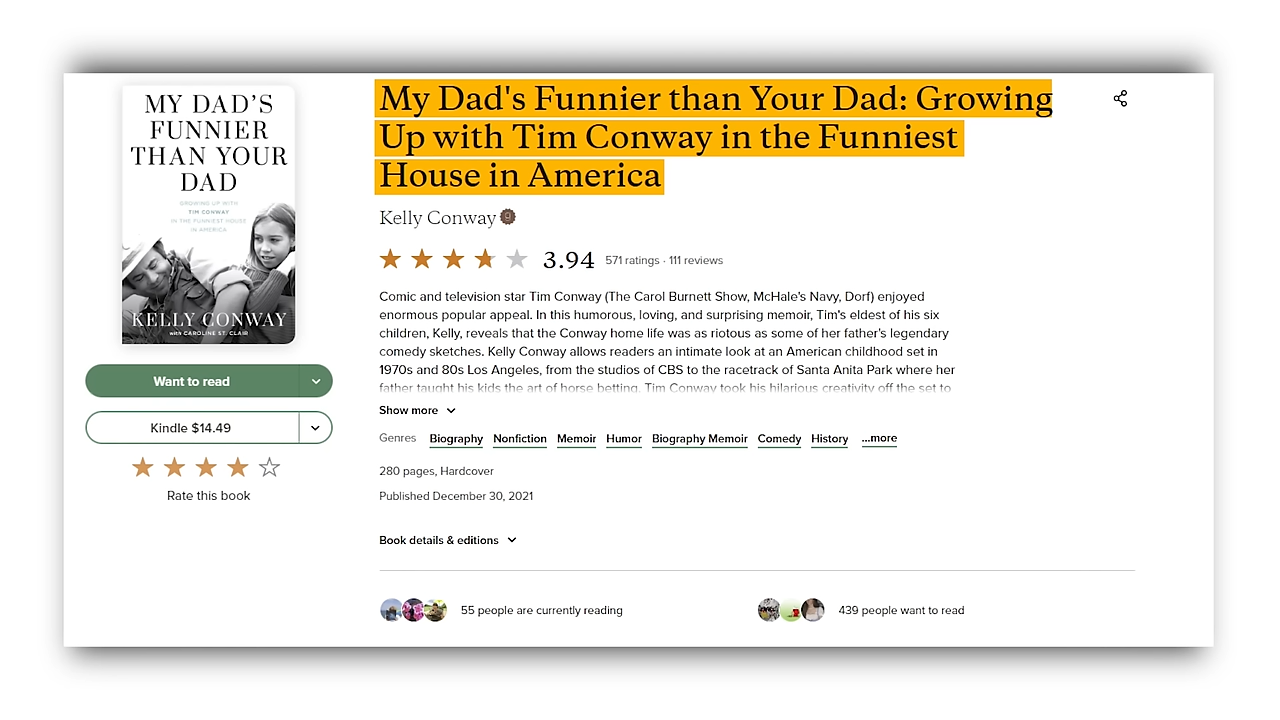 MY DAD'S
FUNNIER
THAN YOUR
DAD
GROWING UP WITH
TIM CONWAY
IN THE FUNNIEST HOUSE
IN AMERICA
KELLY CONWAY
with CAROLINE ST. CLAIR
Want to read
Kindle $14.49
Rate this book
My Dad's Funnier than Your Dad: Growing
Up with Tim Conway in the Funniest
House in America
Kelly Conway
3.94 571 ratings · 111 reviews
Comic and television star Tim Conway (The Carol Burnett Show, McHale's Navy, Dorf) enjoyed
enormous popular appeal. In this humorous, loving, and surprising memoir, Tim's eldest of his six
children, Kelly, reveals that the Conway home life was as riotous as some of her father's legendary
comedy sketches. Kelly Conway allows readers an intimate look at an American childhood set in
1970s and 80s Los Angeles, from the studios of CBS to the racetrack of Santa Anita Park where her
father taught his kids the art of horse betting. Tim Conway took his hilarious creativity off the set to
Show more
Genres Biography Nonfiction Memoir Humor Biography Memoir Comedy History ...more
280 pages, Hardcover
Published December 30, 2021
Book details & editions
55 people are currently reading
439 people want to read